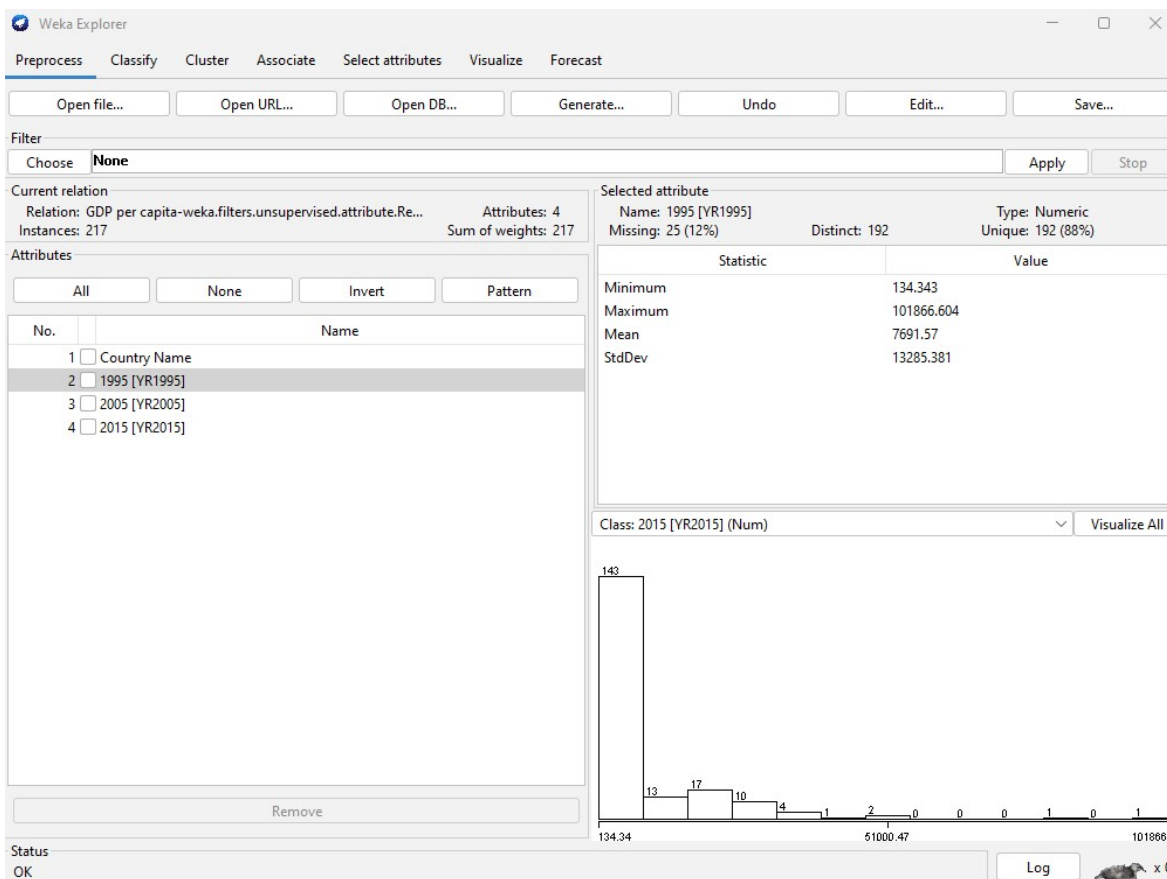 Weka Explorer
Preprocess Classify Cluster Associate Select attributes Visualize Forecast
Open file... Open URL... Open DB... Generate... Undo Edit... Save...
Filter
Choose None Apply Stop
Current relation
Relation: GDP per capita-weka.filters.unsupervised.attribute.Re... Attributes: 4
Instances: 217 Sum of weights: 217
Attributes
All None Invert Pattern
No. Name
1 Country Name
2 1995 [YR1995]
3 2005 [YR2005]
4 2015 [YR2015]
Remove
Selected attribute
Name: 1995 [YR1995] Type: Numeric
Missing: 25 (12%) Distinct: 192 Unique: 192 (88%)
Statistic Value
Minimum 134.343
Maximum 101866.604
Mean 7691.57
StdDev 13285.381
Class: 2015 [YR2015] (Num) Visualize All
143
13 17 10 4 1 2 0 0 0 1 0 1
134.34 51000.47 101866
Status
OK
Log x